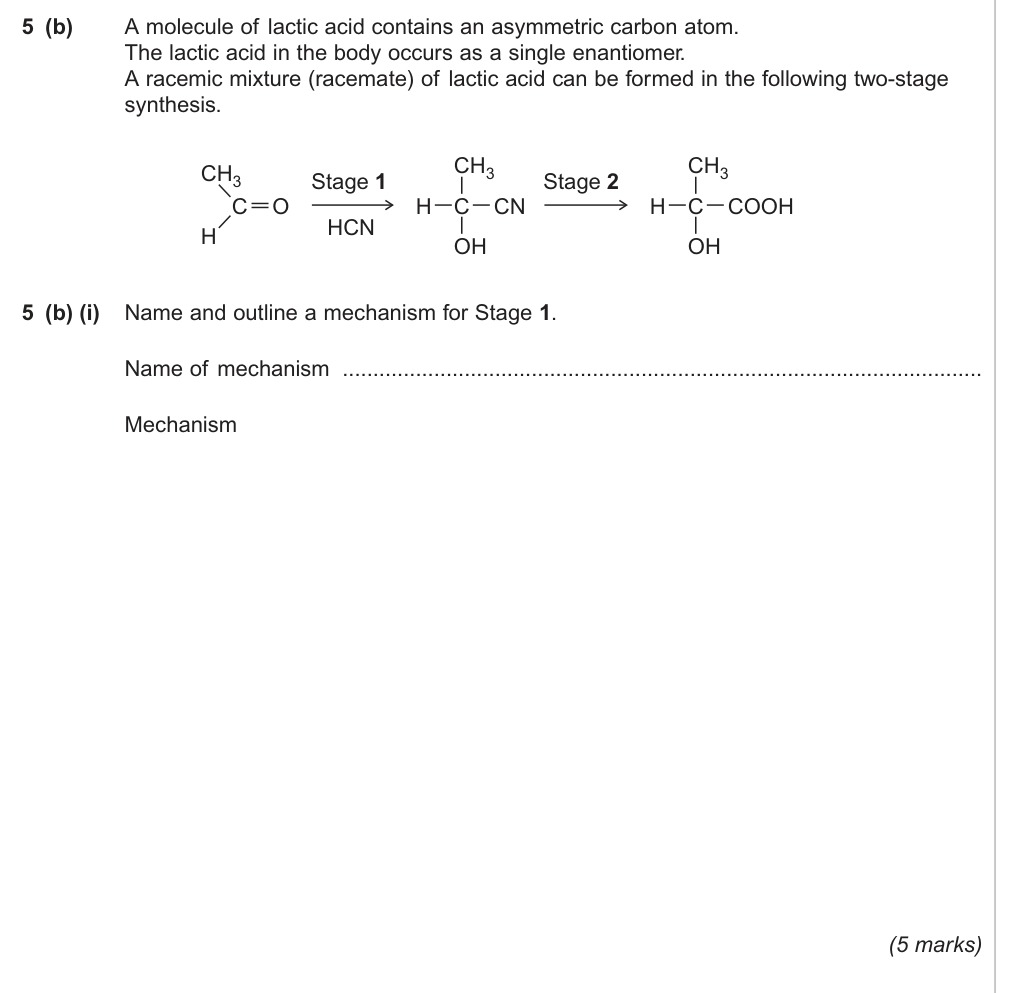 5 (b) A molecule of lactic acid contains an asymmetric carbon atom.
The lactic acid in the body occurs as a single enantiomer.
A racemic mixture (racemate) of lactic acid can be formed in the following two-stage
synthesis.
CH₃ CH₃ CH₃
Stage 1 Stage 2
C=O H–C–CN H–C–COOH
H HCN
OH OH
5 (b) (i) Name and outline a mechanism for Stage 1.
Name of mechanism ............................................................................................................
Mechanism
(5 marks)